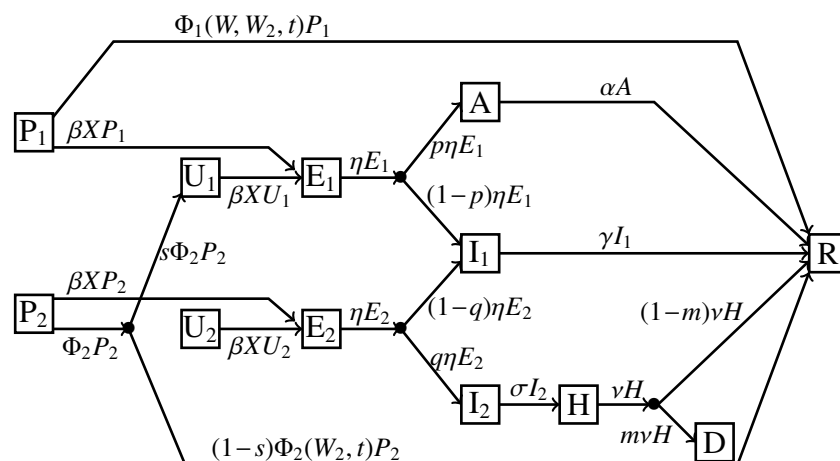 Φ₁(W, W₂, t)P₁
A
αA
P₁
βXP₁
pηE₁
U₁
E₁
ηE₁
βXU₁
(1−p)ηE₁
sΦ₂P₂
I₁
γI₁
R
P₂
βXP₂
(1−q)ηE₂
(1−m)νH
Φ₂P₂
U₂
E₂
ηE₂
βXU₂
qηE₂
I₂
σI₂
H
νH
mνH
D
(1−s)Φ₂(W₂, t)P₂